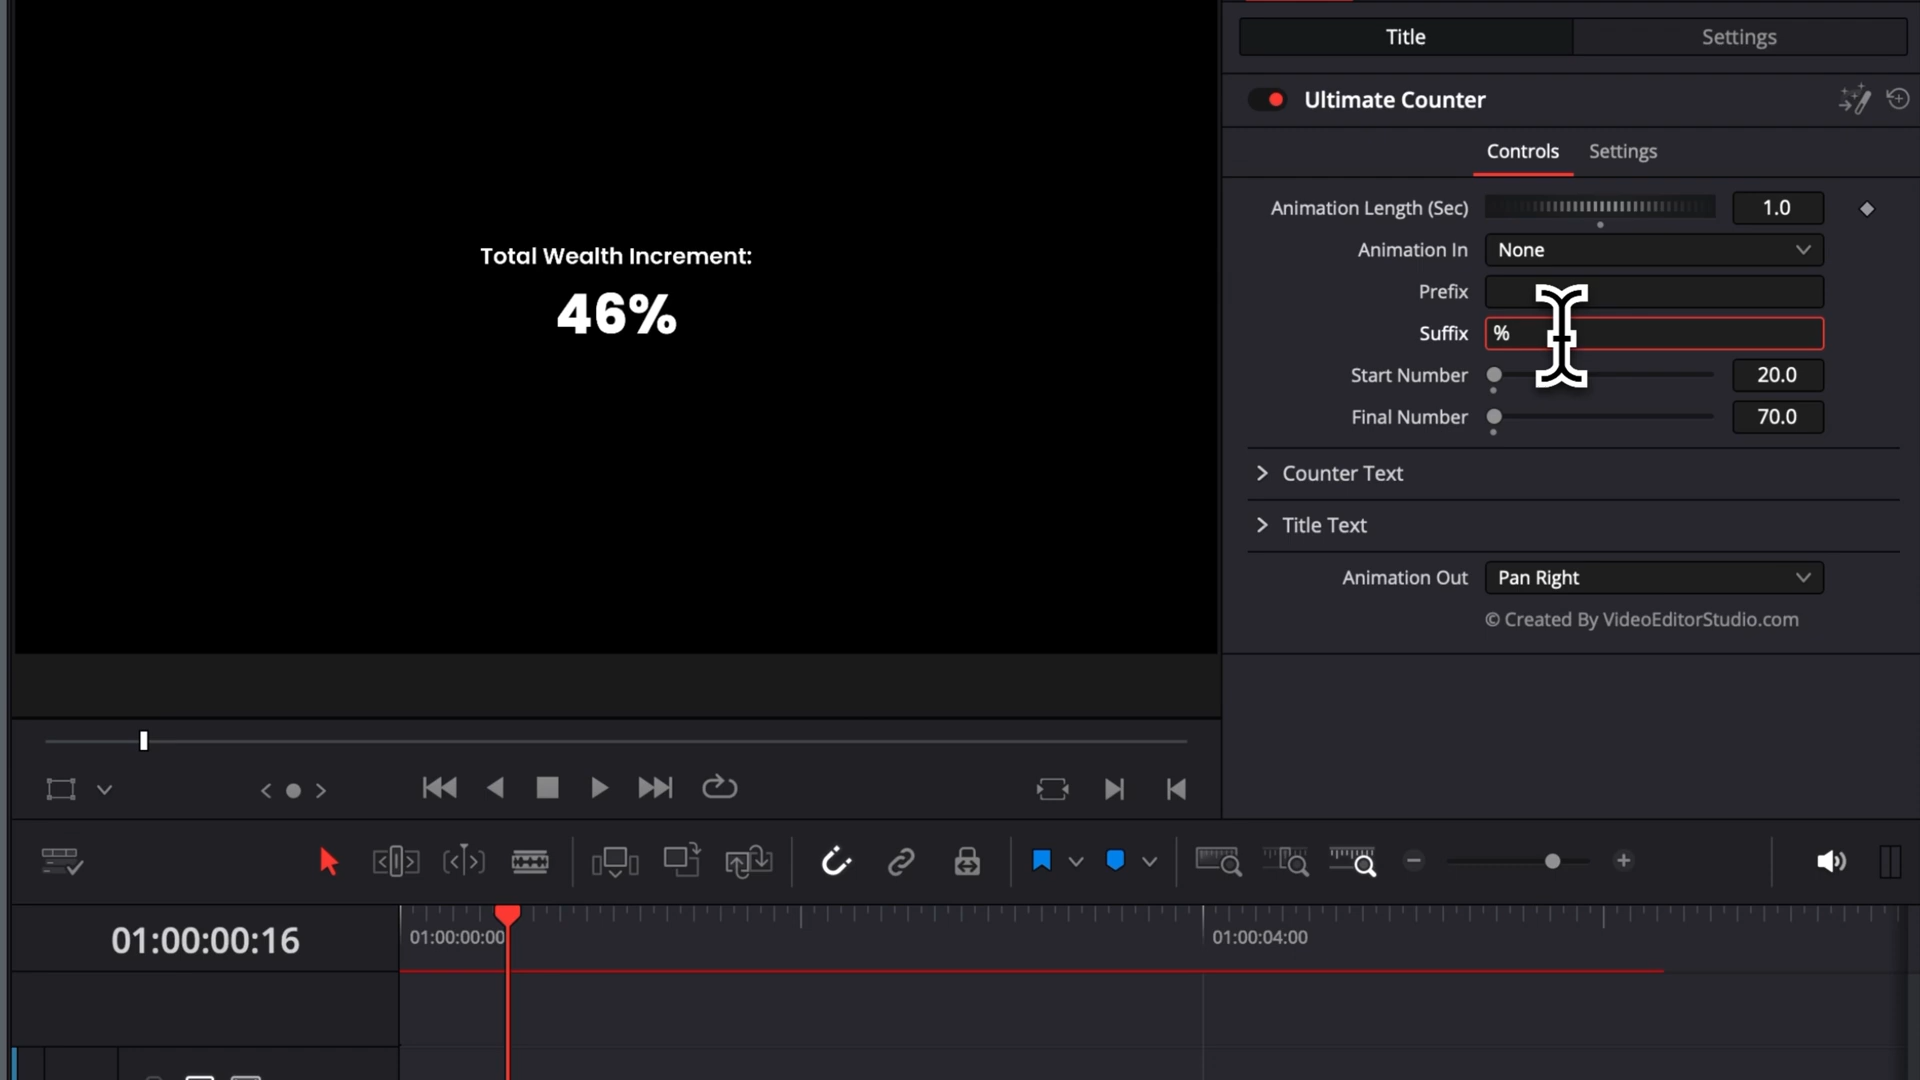 Title
Settings
Ultimate Counter
Controls
Settings
Animation Length (Sec)
1.0
Animation In
None
Prefix
Suffix
%
Start Number
20.0
Final Number
70.0
Counter Text
Title Text
Animation Out
Pan Right
© Created By VideoEditorStudio.com
Total Wealth Increment:
46%
01:00:00:16
01:00:00:00
01:00:04:00